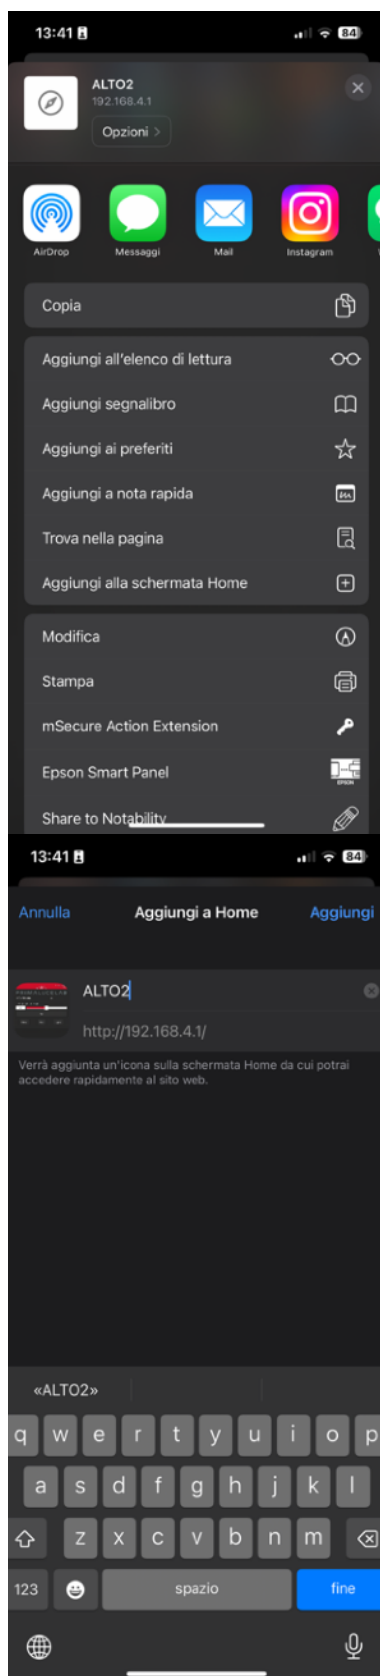 13:41
84
ALTO2
192.168.4.1
Opzioni >
AirDrop
Messaggi
Mail
Instagram
Copia
Aggiungi all'elenco di lettura
Aggiungi segnalibro
Aggiungi ai preferiti
Aggiungi a nota rapida
Trova nella pagina
Aggiungi alla schermata Home
Modifica
Stampa
mSecure Action Extension
Epson Smart Panel
EPSON
Share to Notability
13:41
84
Annulla
Aggiungi a Home
Aggiungi
ALTO2
http://192.168.4.1/
Verrà aggiunta un'icona sulla schermata Home da cui potrai
accedere rapidamente al sito web.
«ALTO2»
q w e r t y u i o p
a s d f g h j k l
z x c v b n m
123
spazio
fine